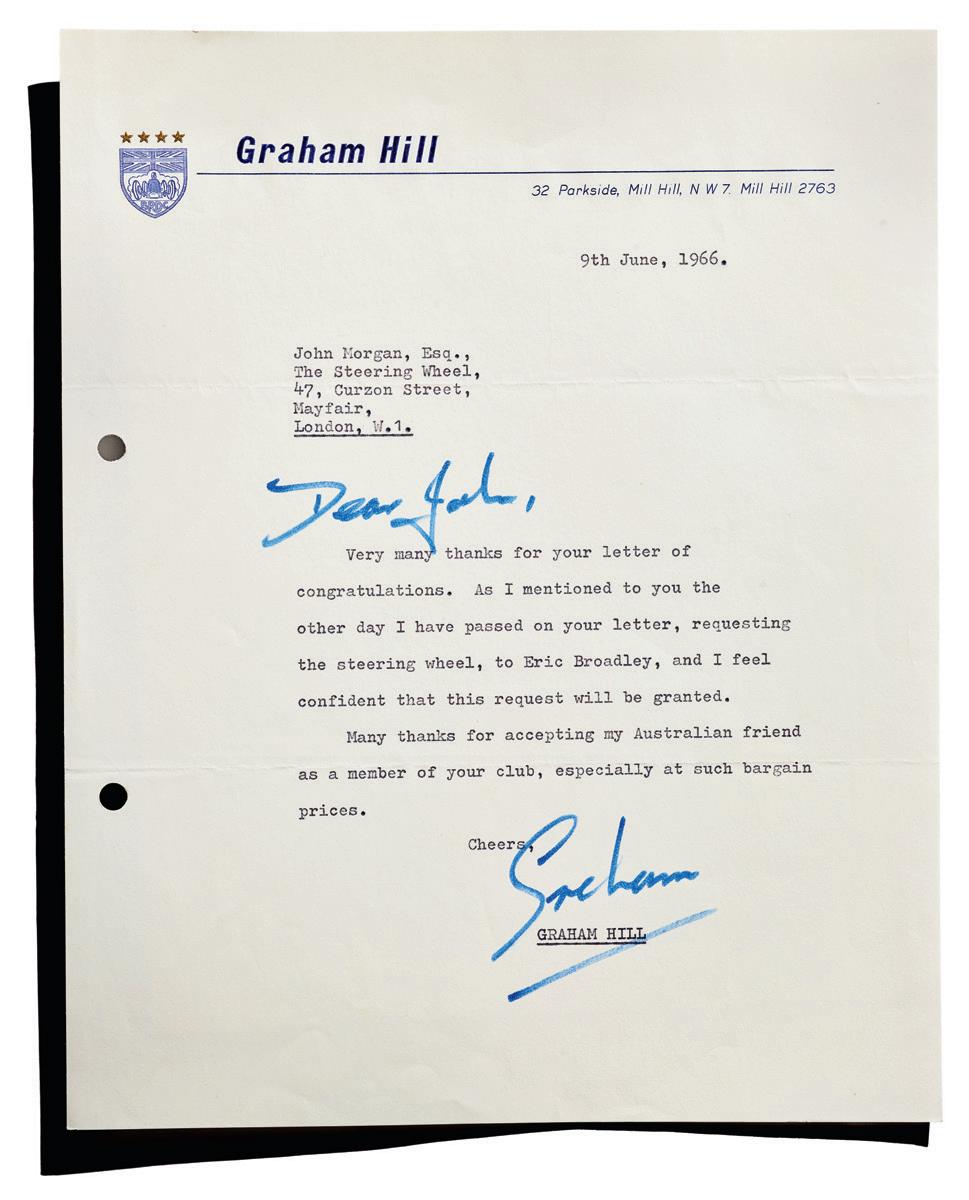 Graham Hill
BRDC
32 Parkside, Mill Hill, N W 7. Mill Hill 2763
9th June, 1966.
John Morgan, Esq.,
The Steering Wheel,
47, Curzon Street,
Mayfair,
London, W.1.
Dear John,
Very many thanks for your letter of
congratulations. As I mentioned to you the
other day I have passed on your letter, requesting
the steering wheel, to Eric Broadley, and I feel
confident that this request will be granted.
Many thanks for accepting my Australian friend
as a member of your club, especially at such bargain
prices.
Cheers,
Graham
GRAHAM HILL